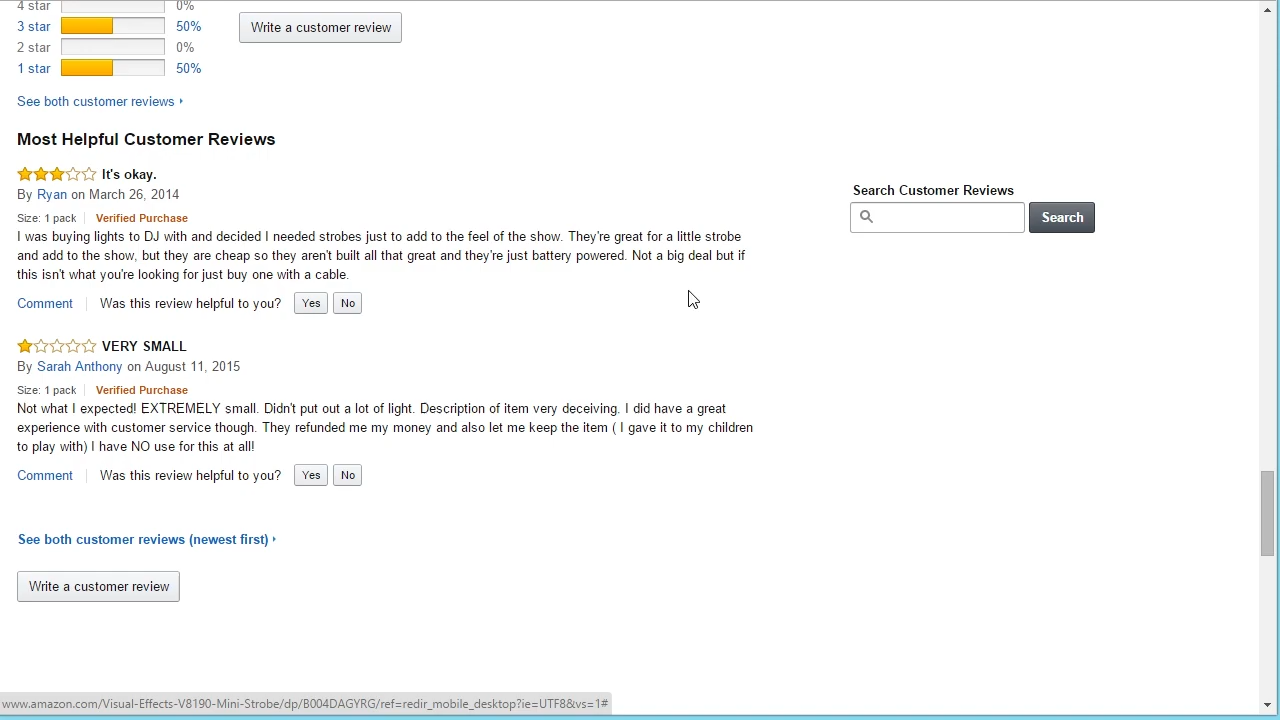 4 star 0%
3 star 50% Write a customer review
2 star 0%
1 star 50%
See both customer reviews
Most Helpful Customer Reviews
It's okay.
By Ryan on March 26, 2014
Size: 1 pack Verified Purchase
I was buying lights to DJ with and decided I needed strobes just to add to the feel of the show. They're great for a little strobe
and add to the show, but they are cheap so they aren't built all that great and they're just battery powered. Not a big deal but if
this isn't what you're looking for just buy one with a cable.
Comment Was this review helpful to you? Yes No
VERY SMALL
By Sarah Anthony on August 11, 2015
Size: 1 pack Verified Purchase
Not what I expected! EXTREMELY small. Didn't put out a lot of light. Description of item very deceiving. I did have a great
experience with customer service though. They refunded me my money and also let me keep the item ( I gave it to my children
to play with) I have NO use for this at all!
Comment Was this review helpful to you? Yes No
See both customer reviews (newest first)
Write a customer review
Search Customer Reviews
Search
www.amazon.com/Visual-Effects-V8190-Mini-Strobe/dp/B004DAGYRG/ref=redir_mobile_desktop?ie=UTF8&vs=1#